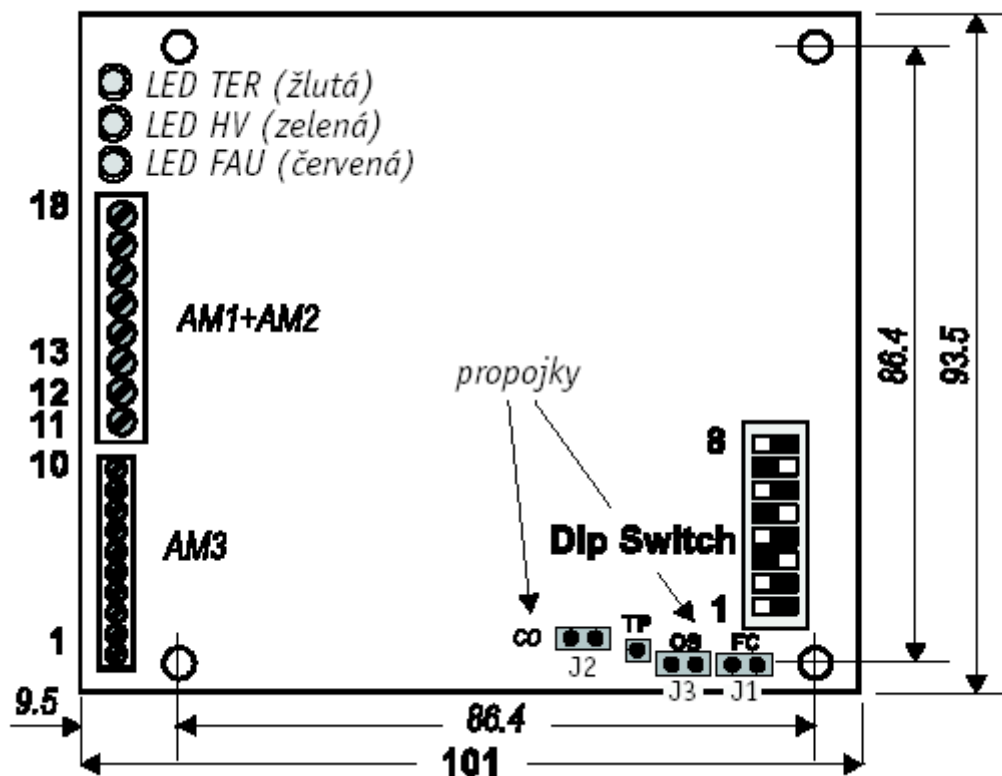 LED TER (žlutá)
LED HV (zelená)
LED FAU (červená)
18
AM1+AM2
13
12
11
10
AM3
1
propojky
8
Dip Switch
1
CO
J2
TP
OS
J3
FC
J1
86.4
93.5
9.5
86.4
101